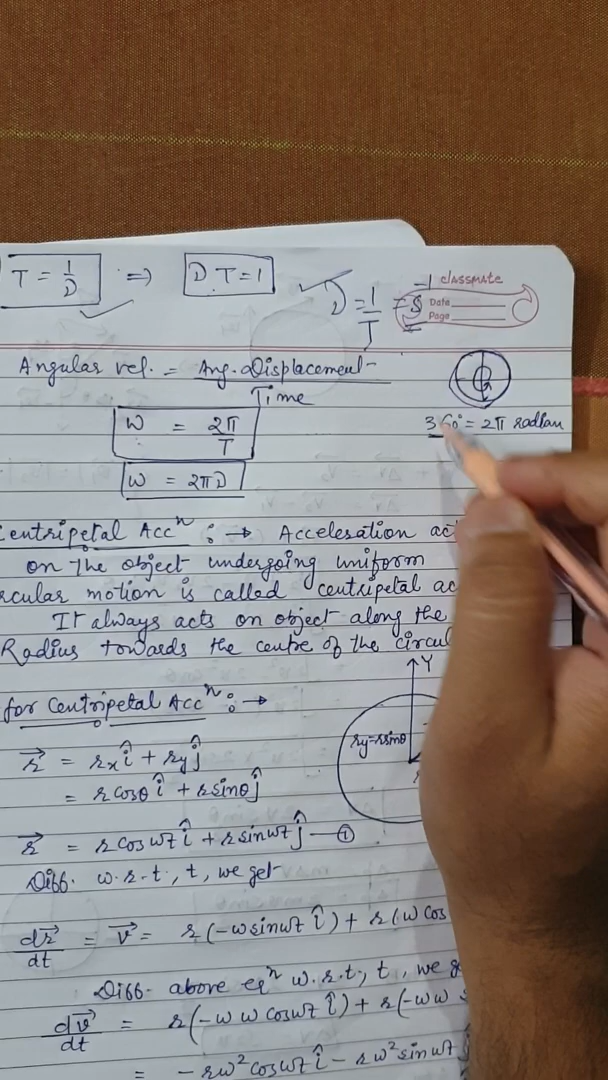 T = 1/ν ⇒ ν.T=1 ν = 1/T = s⁻¹
classmate
Date
Page
Angular vel. = Ang. Displacement
Time
ω = 2π/T
360° = 2π radian
ω = 2πν
Centripetal Accⁿ : → Acceleration act
on the object undergoing uniform
rcular motion is called centripetal ac
It always acts on object along the
Radius towards the centre of the circul
for Centripetal Accⁿ : →
Y
r⃗ = rx î + ry ĵ
ry=rsinθ
= r cosθ î + r sinθ ĵ
r⃗ = r cos ωt î + r sin ωt ĵ —①
Diff. w.r.t., t, we get
dr⃗/dt = v⃗ = r (-ω sin ωt î) + r (ω cos
Diff. above eqⁿ w.r.t, t, we g
dv⃗/dt = r (-ω ω cos ωt î) + r (-ω ω s
= - rω² cos ωt î - rω² sin ωt